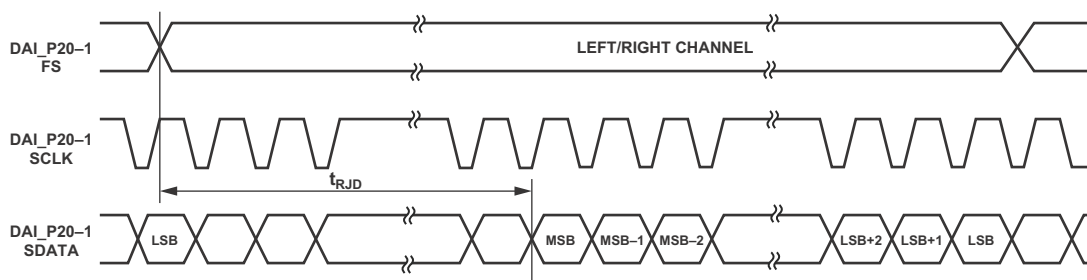 DAI_P20–1
FS
LEFT/RIGHT CHANNEL
DAI_P20–1
SCLK
tRJD
DAI_P20–1
SDATA
LSB
MSB
MSB–1
MSB–2
LSB+2
LSB+1
LSB